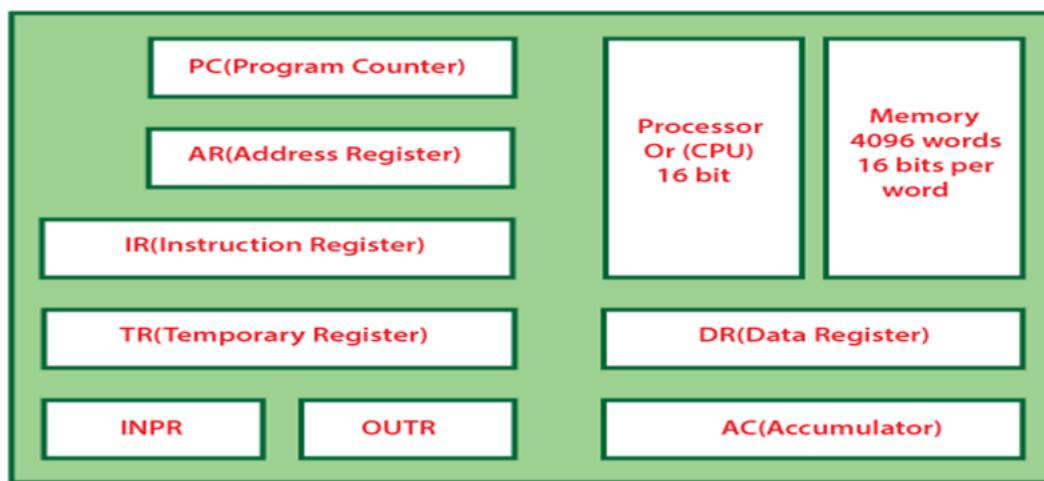 PC(Program Counter)
AR(Address Register)
IR(Instruction Register)
TR(Temporary Register)
INPR
OUTR
Processor
Or (CPU)
16 bit
Memory
4096 words
16 bits per
word
DR(Data Register)
AC(Accumulator)